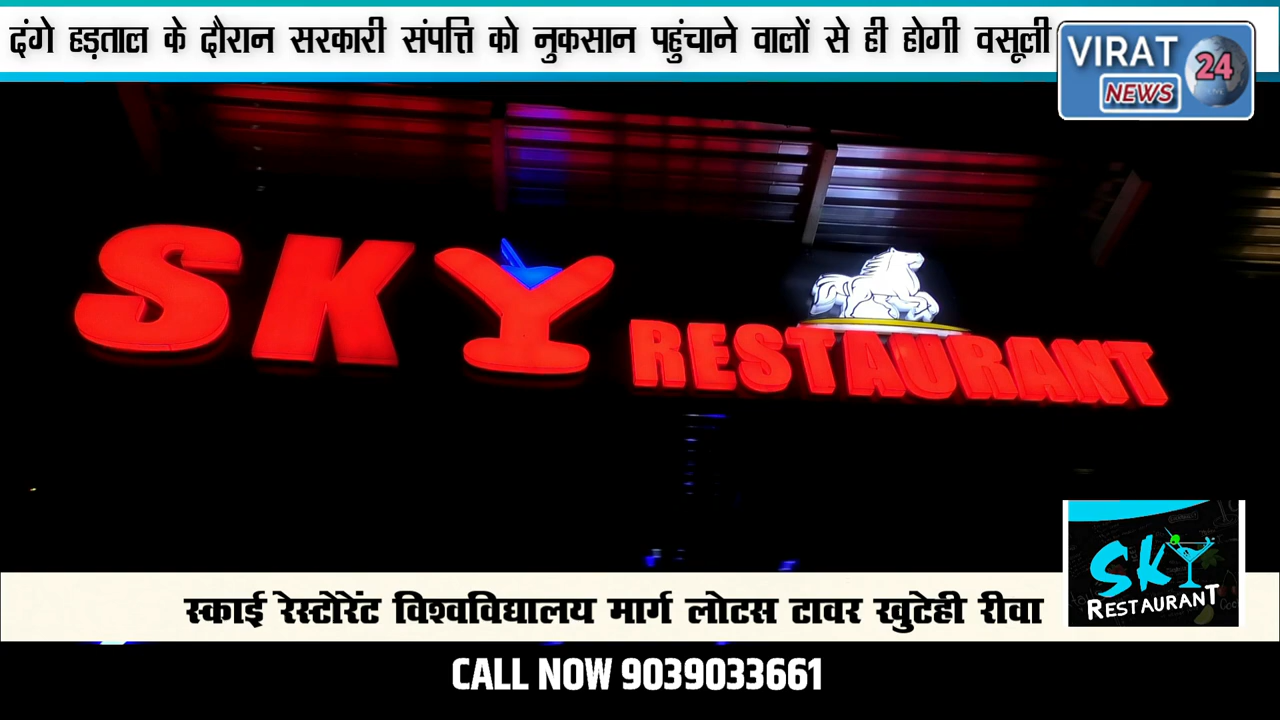 दंगे हड़ताल के दौरान सरकारी संपत्ति को नुकसान पहुंचाने वालों से ही होगी वसूली
VIRAT
24
NEWS
SKY RESTAURANT
SKY
RESTAURANT
स्काई रेस्टोरेंट विश्वविद्यालय मार्ग लोटस टावर खुटेही रीवा
CALL NOW 9039033661